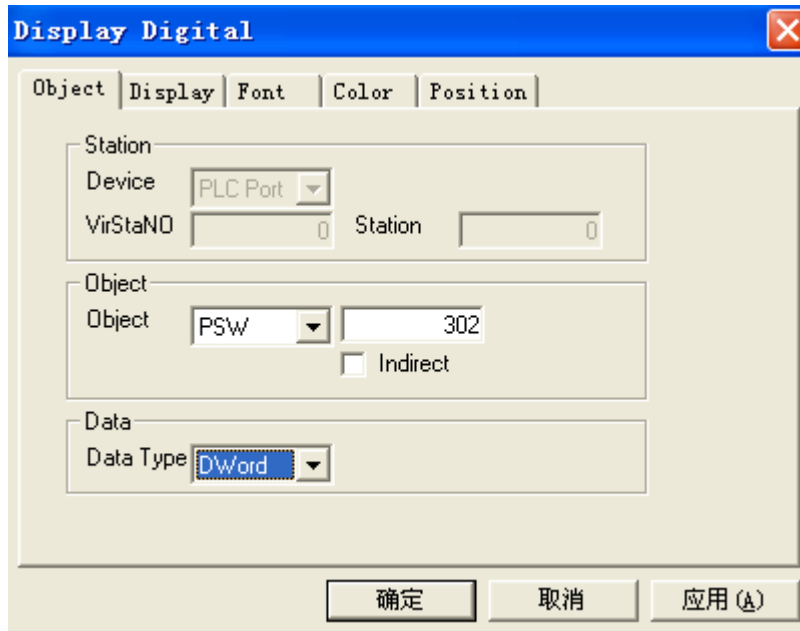 Display Digital
Object Display Font Color Position
Station
Device PLC Port
VirStaNO 0 Station 0
Object
Object PSW 302
Indirect
Data
Data Type DWord
确定 取消 应用(A)